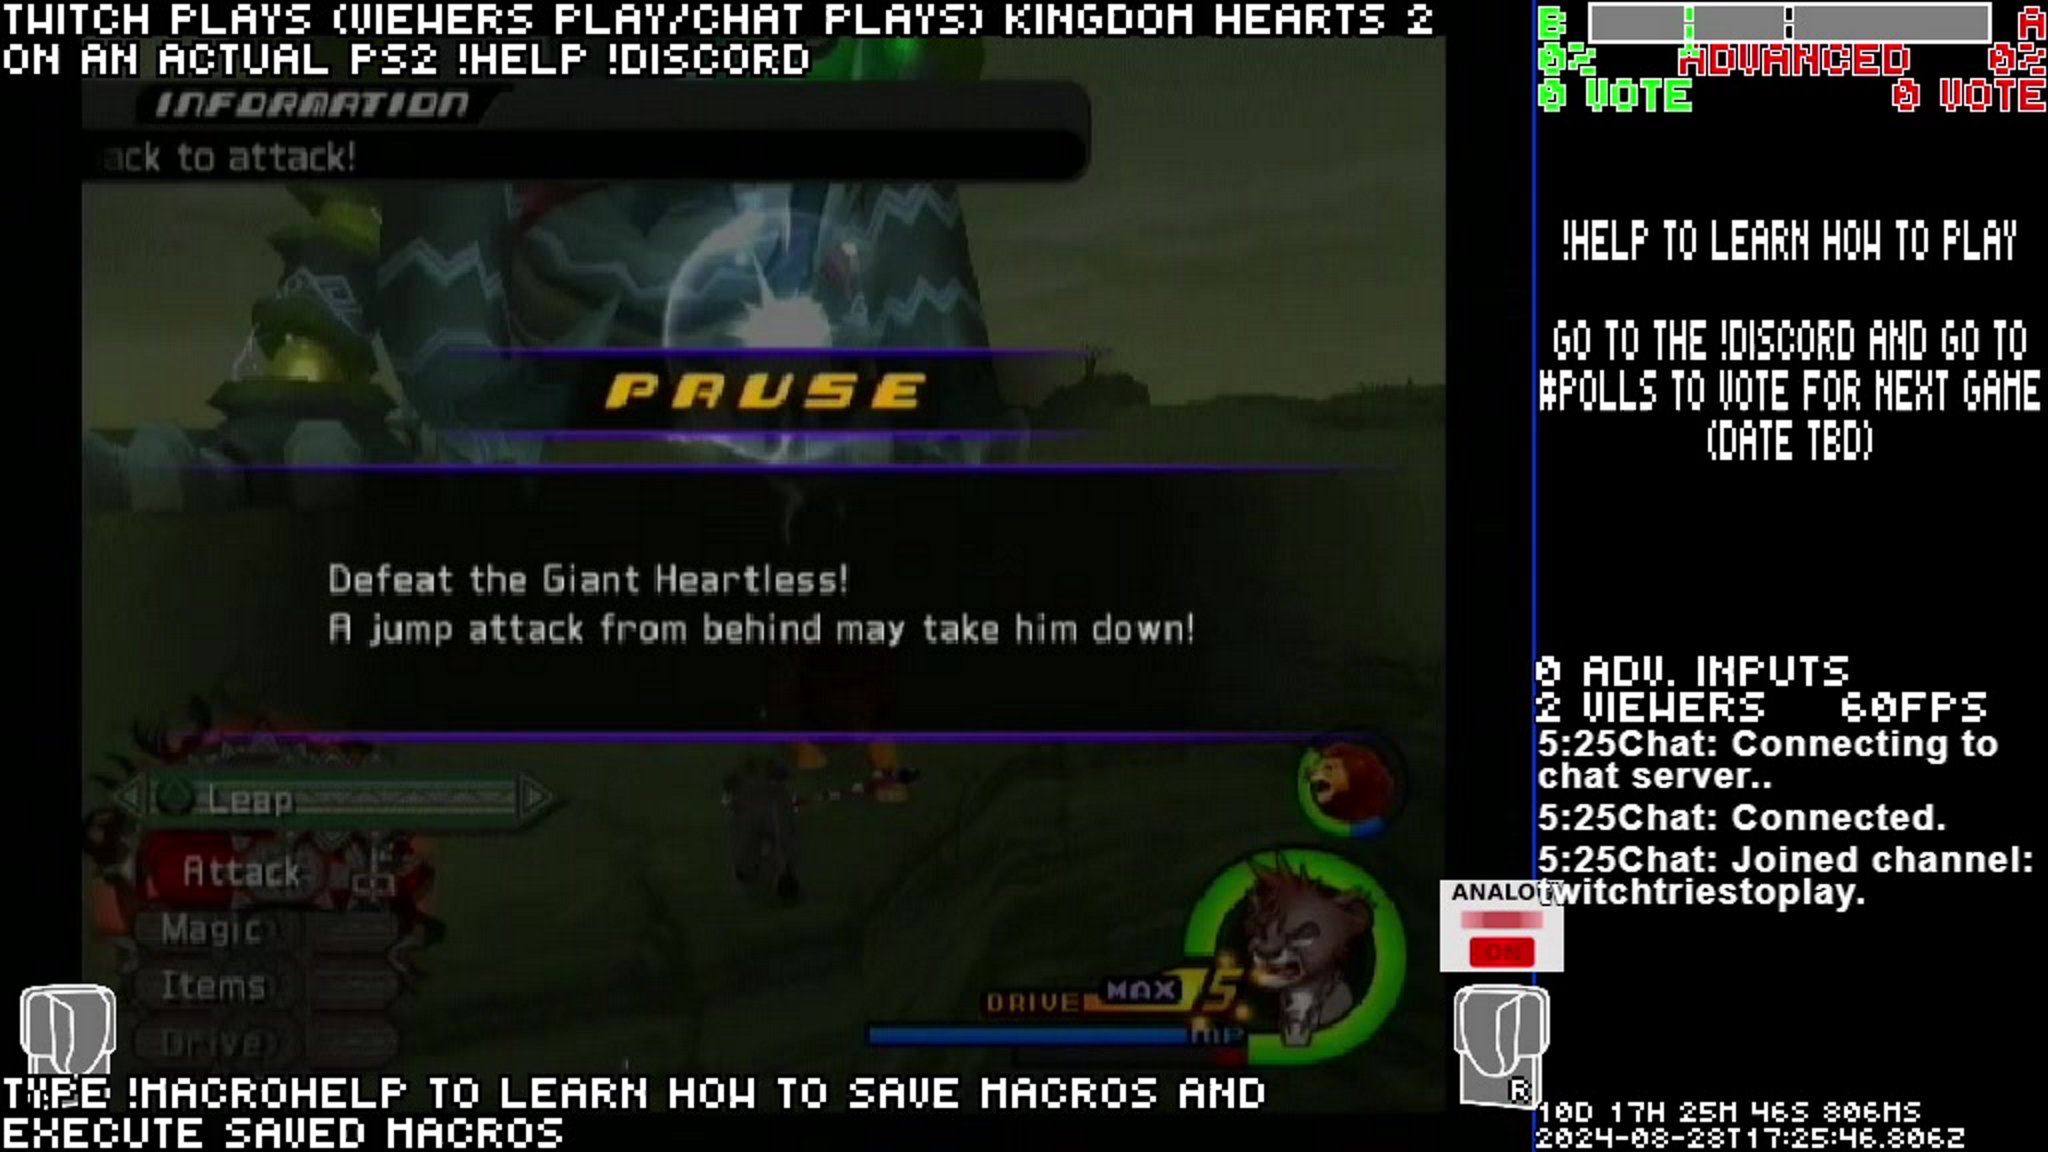 TWITCH PLAYS (VIEWERS PLAY/CHAT PLAYS) KINGDOM HEARTS 2
ON AN ACTUAL PS2 !HELP !DISCORD
INFORMATION
ack to attack!
PAUSE
Defeat the Giant Heartless!
A jump attack from behind may take him down!
Leap
Attack
Magic
Items
Drive
DRIVE MAX 5
MP
TYPE !MACROHELP TO LEARN HOW TO SAVE MACROS AND
EXECUTE SAVED MACROS
B A
0% ADVANCED 0%
0 VOTE 0 VOTE
!HELP TO LEARN HOW TO PLAY
GO TO THE !DISCORD AND GO TO
#POLLS TO VOTE FOR NEXT GAME
(DATE TBD)
0 ADV. INPUTS
2 VIEWERS 60FPS
5:25Chat: Connecting to
chat server..
5:25Chat: Connected.
5:25Chat: Joined channel:
twitchtriestoplay.
ANALO
ON
R
10D 17H 25M 46S 806MS
2024-08-28T17:25:46.806Z